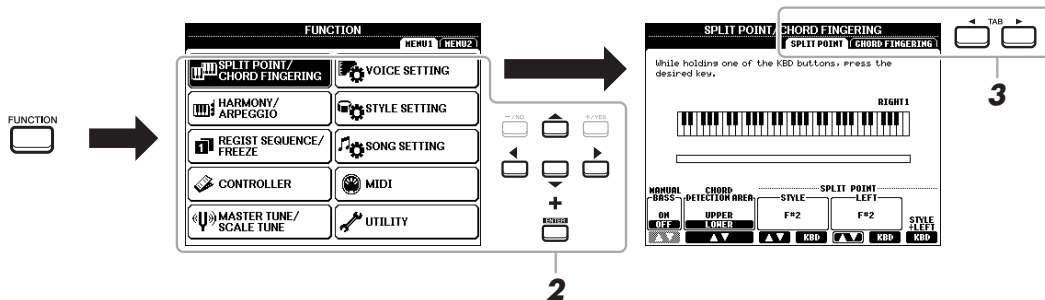 FUNCTION
FUNCTION
MENU1 MENU2
SPLIT POINT/
CHORD FINGERING
VOICE SETTING
HARMONY/
ARPEGGIO
STYLE SETTING
REGIST SEQUENCE/
FREEZE
SONG SETTING
CONTROLLER
MIDI
MASTER TUNE/
SCALE TUNE
UTILITY
-/NO
+/YES
+
ENTER
2
SPLIT POINT/CHORD FINGERING
SPLIT POINT CHORD FINGERING
While holding one of the KBD buttons, press the
desired key.
RIGHT1
MANUAL
BASS
ON
OFF
CHORD
DETECTION AREA
UPPER
LOWER
SPLIT POINT
STYLE
F#2
KBD
LEFT
F#2
KBD
STYLE
+LEFT
KBD
TAB
3